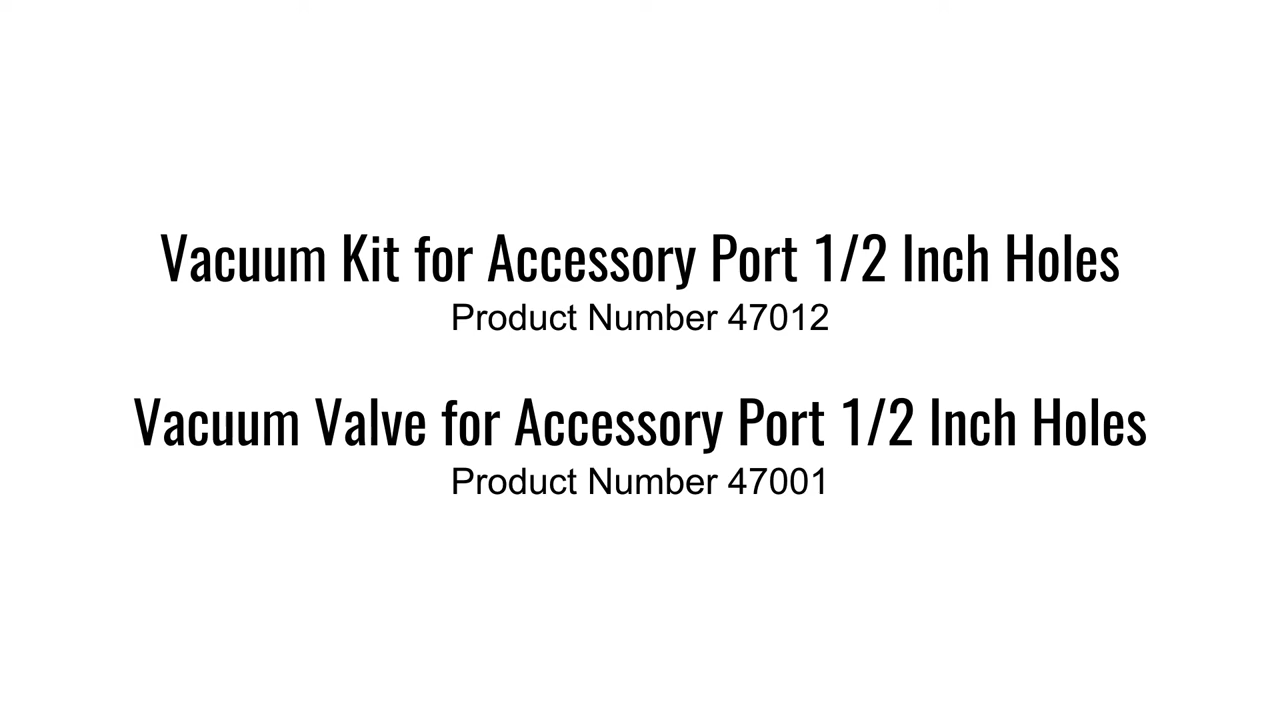 Vacuum Kit for Accessory Port 1/2 Inch Holes
Product Number 47012
Vacuum Valve for Accessory Port 1/2 Inch Holes
Product Number 47001